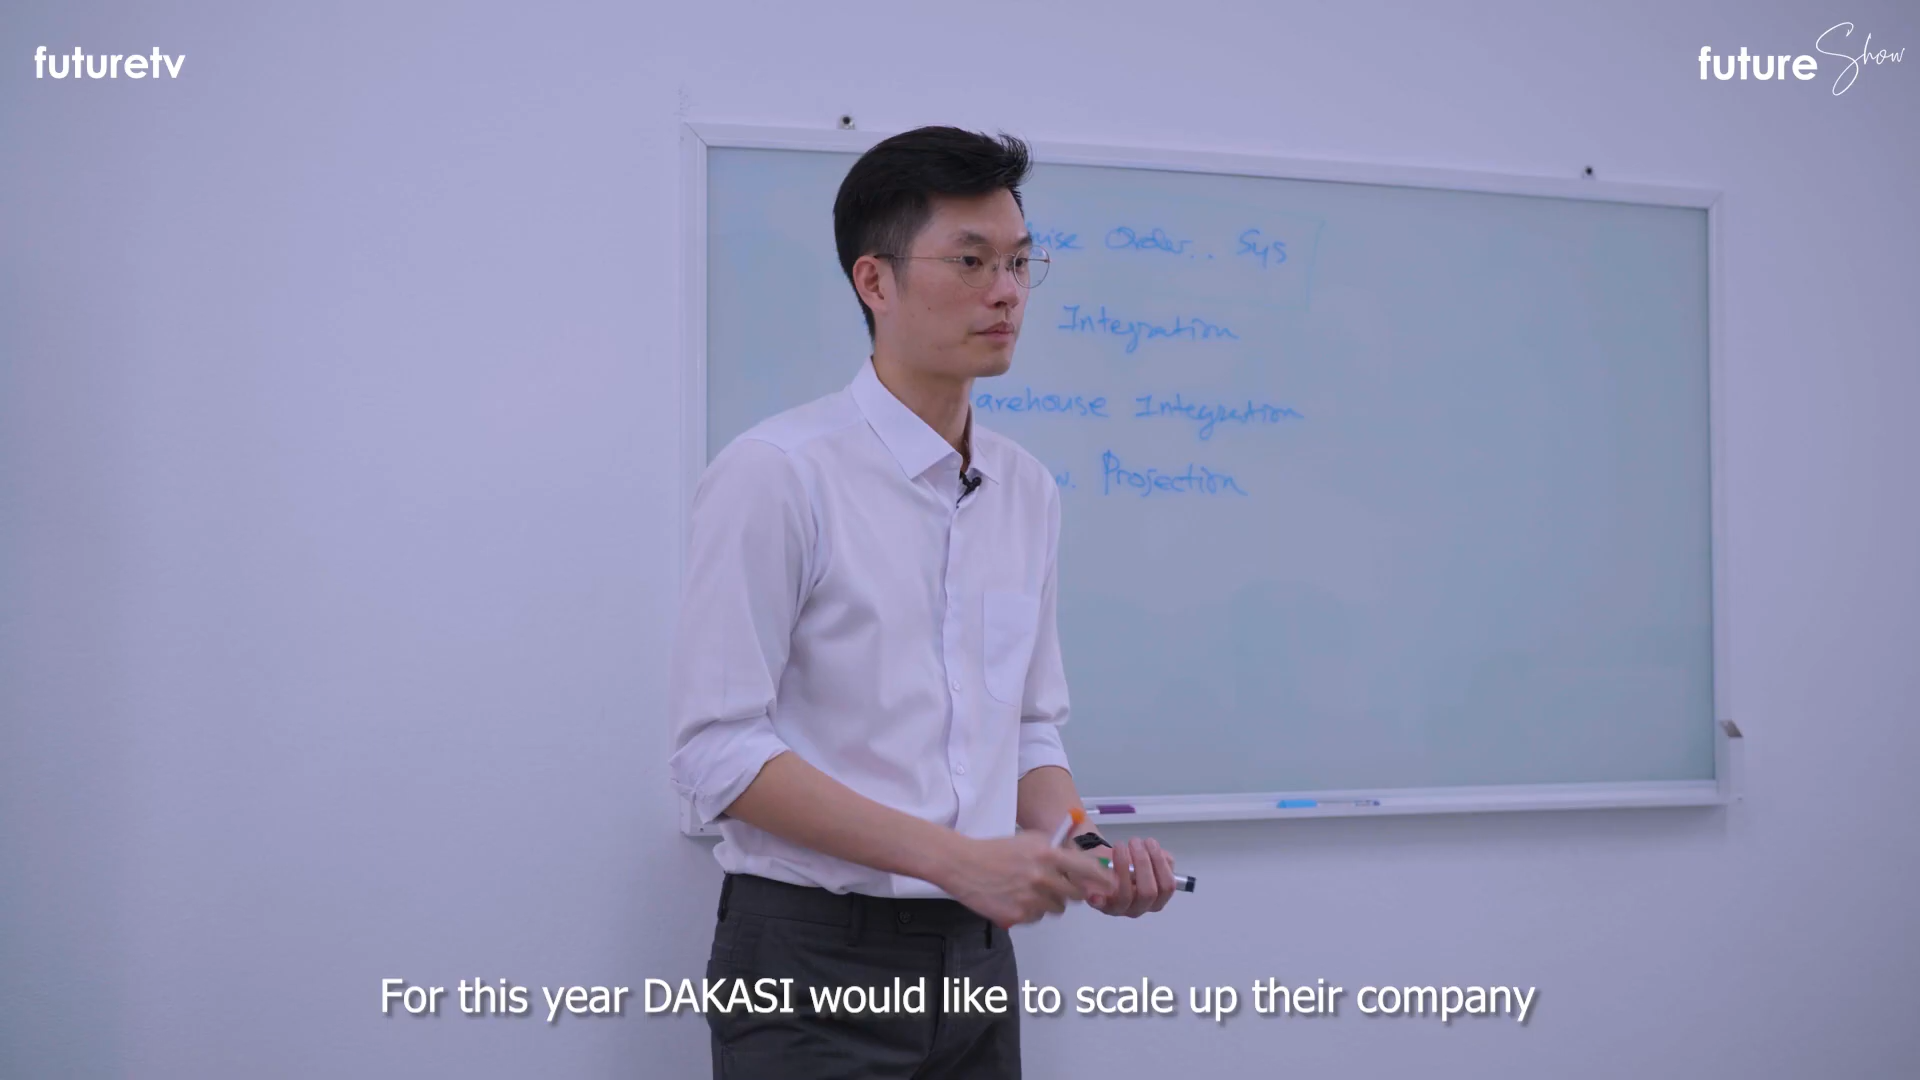 futuretv
future Show
Order.. Sys
Integration
Integration
Projection
For this year DAKASI would like to scale up their company